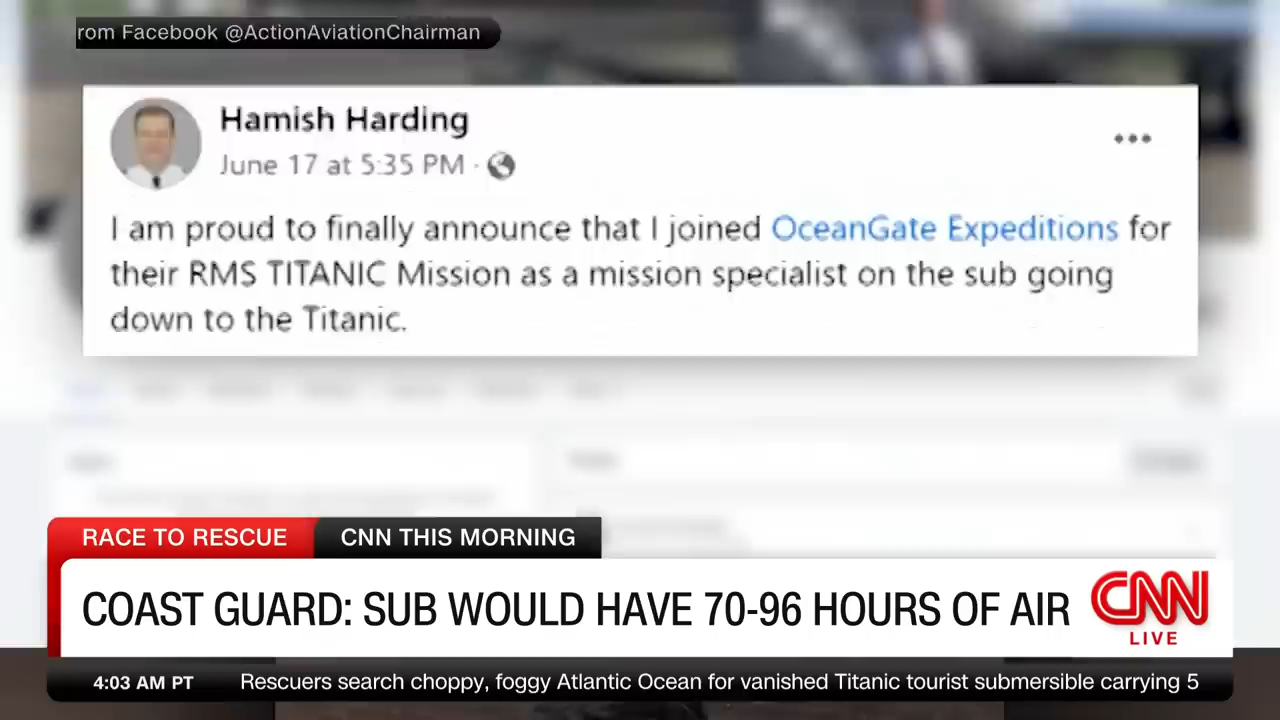 rom Facebook @ActionAviationChairman
Hamish Harding
June 17 at 5:35 PM ·
I am proud to finally announce that I joined OceanGate Expeditions for
their RMS TITANIC Mission as a mission specialist on the sub going
down to the Titanic.
RACE TO RESCUE CNN THIS MORNING
COAST GUARD: SUB WOULD HAVE 70-96 HOURS OF AIR
CNN
LIVE
4:03 AM PT Rescuers search choppy, foggy Atlantic Ocean for vanished Titanic tourist submersible carrying 5